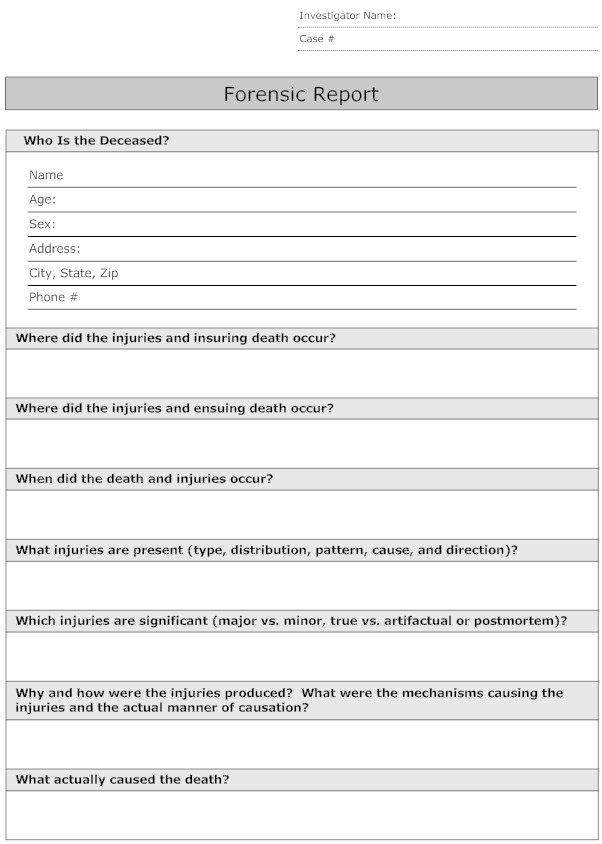 Investigator Name:
Case #
Forensic Report
Who Is the Deceased?
Name
Age:
Sex:
Address:
City, State, Zip
Phone #
Where did the injuries and insuring death occur?
Where did the injuries and ensuing death occur?
When did the death and injuries occur?
What injuries are present (type, distribution, pattern, cause, and direction)?
Which injuries are significant (major vs. minor, true vs. artifactual or postmortem)?
Why and how were the injuries produced?  What were the mechanisms causing the
injuries and the actual manner of causation?
What actually caused the death?